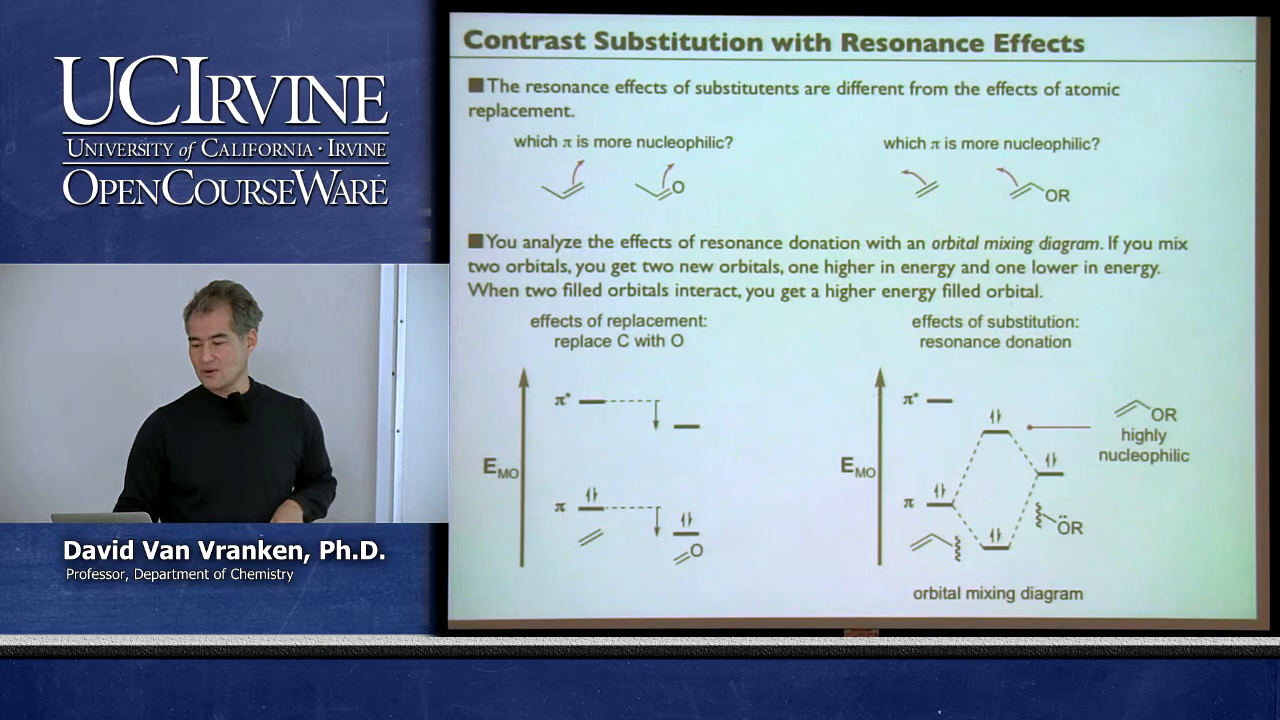 UCIRVINE
UNIVERSITY of CALIFORNIA · IRVINE
OPENCOURSEWARE
David Van Vranken, Ph.D.
Professor, Department of Chemistry
Contrast Substitution with Resonance Effects
■ The resonance effects of substitutents are different from the effects of atomic
replacement.
which π is more nucleophilic?
O
which π is more nucleophilic?
OR
■ You analyze the effects of resonance donation with an orbital mixing diagram. If you mix
two orbitals, you get two new orbitals, one higher in energy and one lower in energy.
When two filled orbitals interact, you get a higher energy filled orbital.
effects of replacement:
replace C with O
π*
EMO
π
O
effects of substitution:
resonance donation
π*
OR
highly
nucleophilic
EMO
π
ÖR
orbital mixing diagram